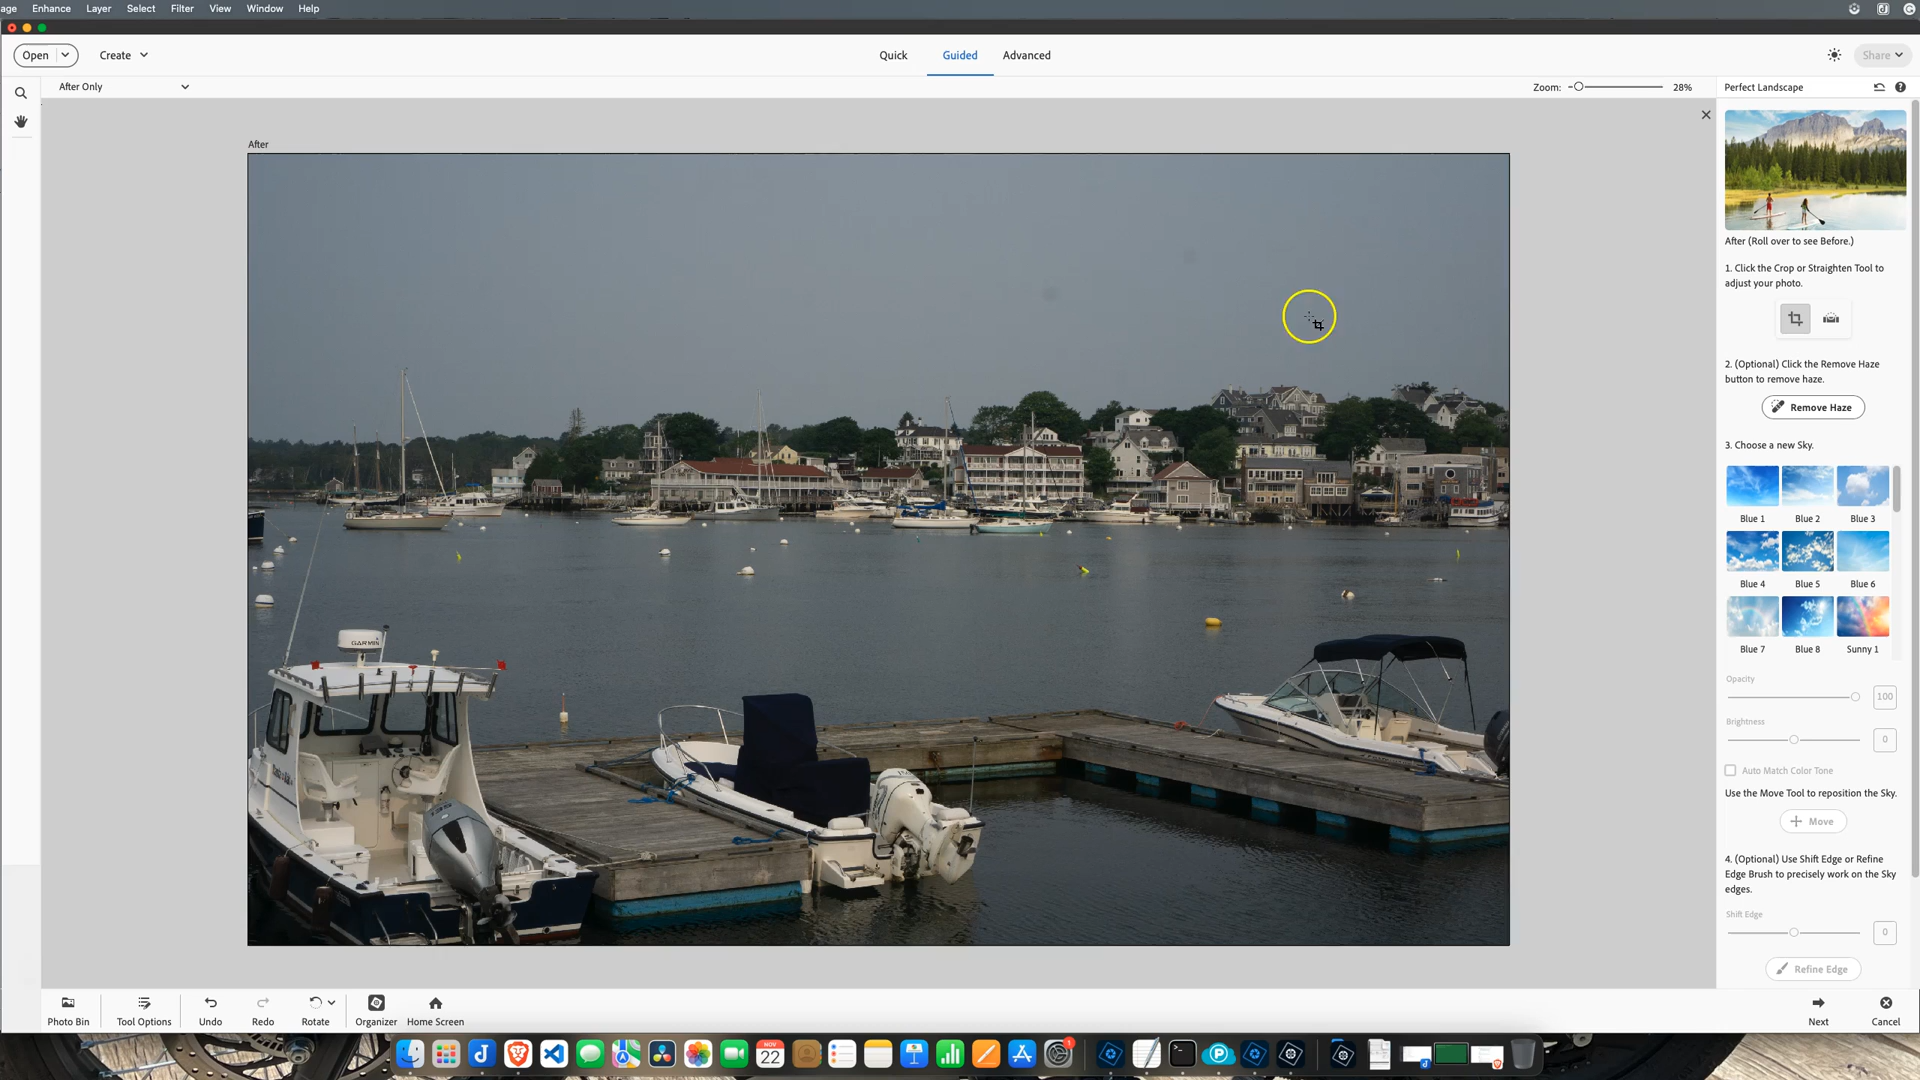 age Enhance Layer Select Filter View Window Help
Open Create Quick Guided Advanced Share
After Only Zoom: 28% Perfect Landscape
After
After (Roll over to see Before.)
1. Click the Crop or Straighten Tool to
adjust your photo.
2. (Optional) Click the Remove Haze
button to remove haze.
Remove Haze
3. Choose a new Sky.
Blue 1 Blue 2 Blue 3
Blue 4 Blue 5 Blue 6
Blue 7 Blue 8 Sunny 1
Opacity
100
Brightness
0
Auto Match Color Tone
Use the Move Tool to reposition the Sky.
Move
4. (Optional) Use Shift Edge or Refine
Edge Brush to precisely work on the Sky
edges.
Shift Edge
0
Refine Edge
GARMIN
Photo Bin Tool Options Undo Redo Rotate Organizer Home Screen Next Cancel
NOV
22
1